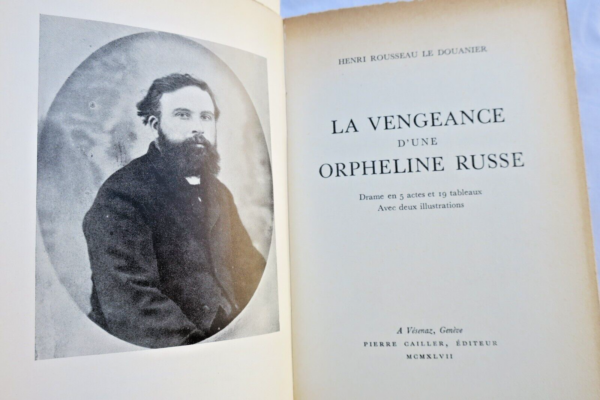 HENRI ROUSSEAU LE DOUANIER
LA VENGEANCE
D'UNE
ORPHELINE RUSSE
Drame en 5 actes et 19 tableaux
Avec deux illustrations
A Vésenaz, Genève
PIERRE CAILLER, ÉDITEUR
MCMXLVII